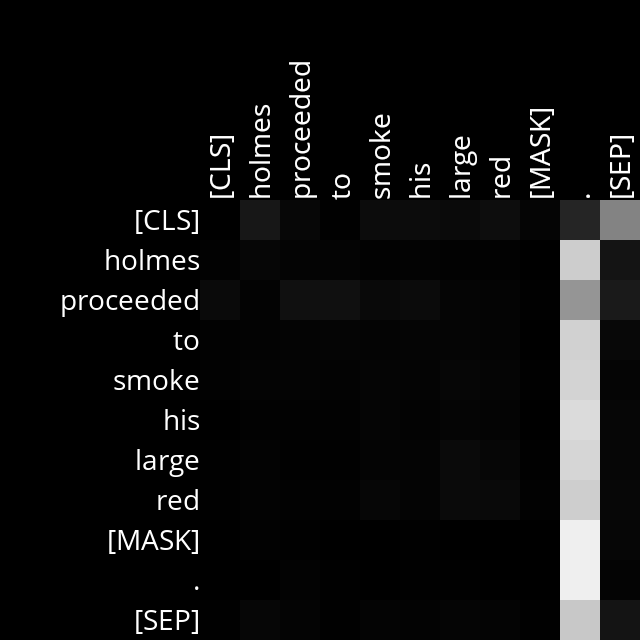 [CLS] holmes proceeded to smoke his large red [MASK] . [SEP]
[CLS]
holmes
proceeded
to
smoke
his
large
red
[MASK]
.
[SEP]